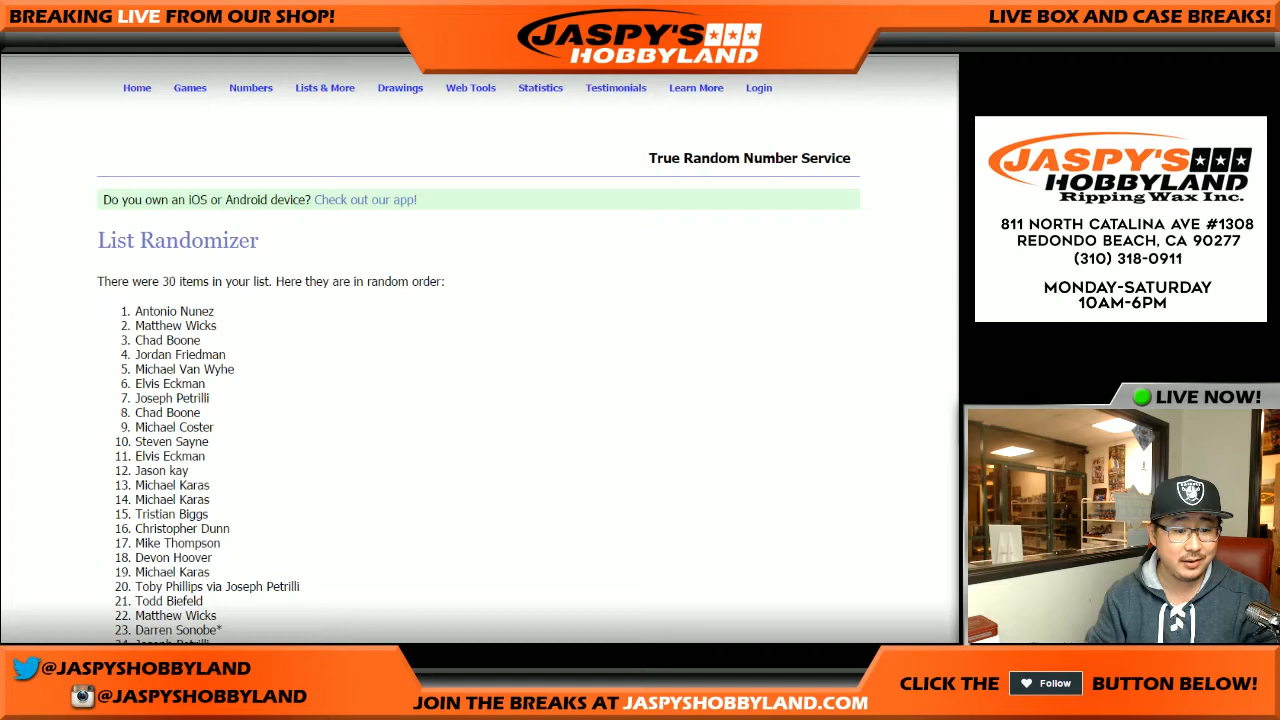 BREAKING LIVE FROM OUR SHOP!
JASPY'S
HOBBYLAND
LIVE BOX AND CASE BREAKS!
Home Games Numbers Lists & More Drawings Web Tools Statistics Testimonials Learn More Login
True Random Number Service
Do you own an iOS or Android device? Check out our app!
List Randomizer
There were 30 items in your list. Here they are in random order:
1. Antonio Nunez
2. Matthew Wicks
3. Chad Boone
4. Jordan Friedman
5. Michael Van Wyhe
6. Elvis Eckman
7. Joseph Petrilli
8. Chad Boone
9. Michael Coster
10. Steven Sayne
11. Elvis Eckman
12. Jason kay
13. Michael Karas
14. Michael Karas
15. Tristian Biggs
16. Christopher Dunn
17. Mike Thompson
18. Devon Hoover
19. Michael Karas
20. Toby Phillips via Joseph Petrilli
21. Todd Biefeld
22. Matthew Wicks
23. Darren Sonobe*
JASPY'S
HOBBYLAND
Ripping Wax Inc.
811 NORTH CATALINA AVE #1308
REDONDO BEACH, CA 90277
(310) 318-0911
MONDAY-SATURDAY
10AM-6PM
LIVE NOW!
@JASPYSHOBBYLAND
@JASPYSHOBBYLAND
JOIN THE BREAKS AT JASPYSHOBBYLAND.COM
CLICK THE Follow BUTTON BELOW!